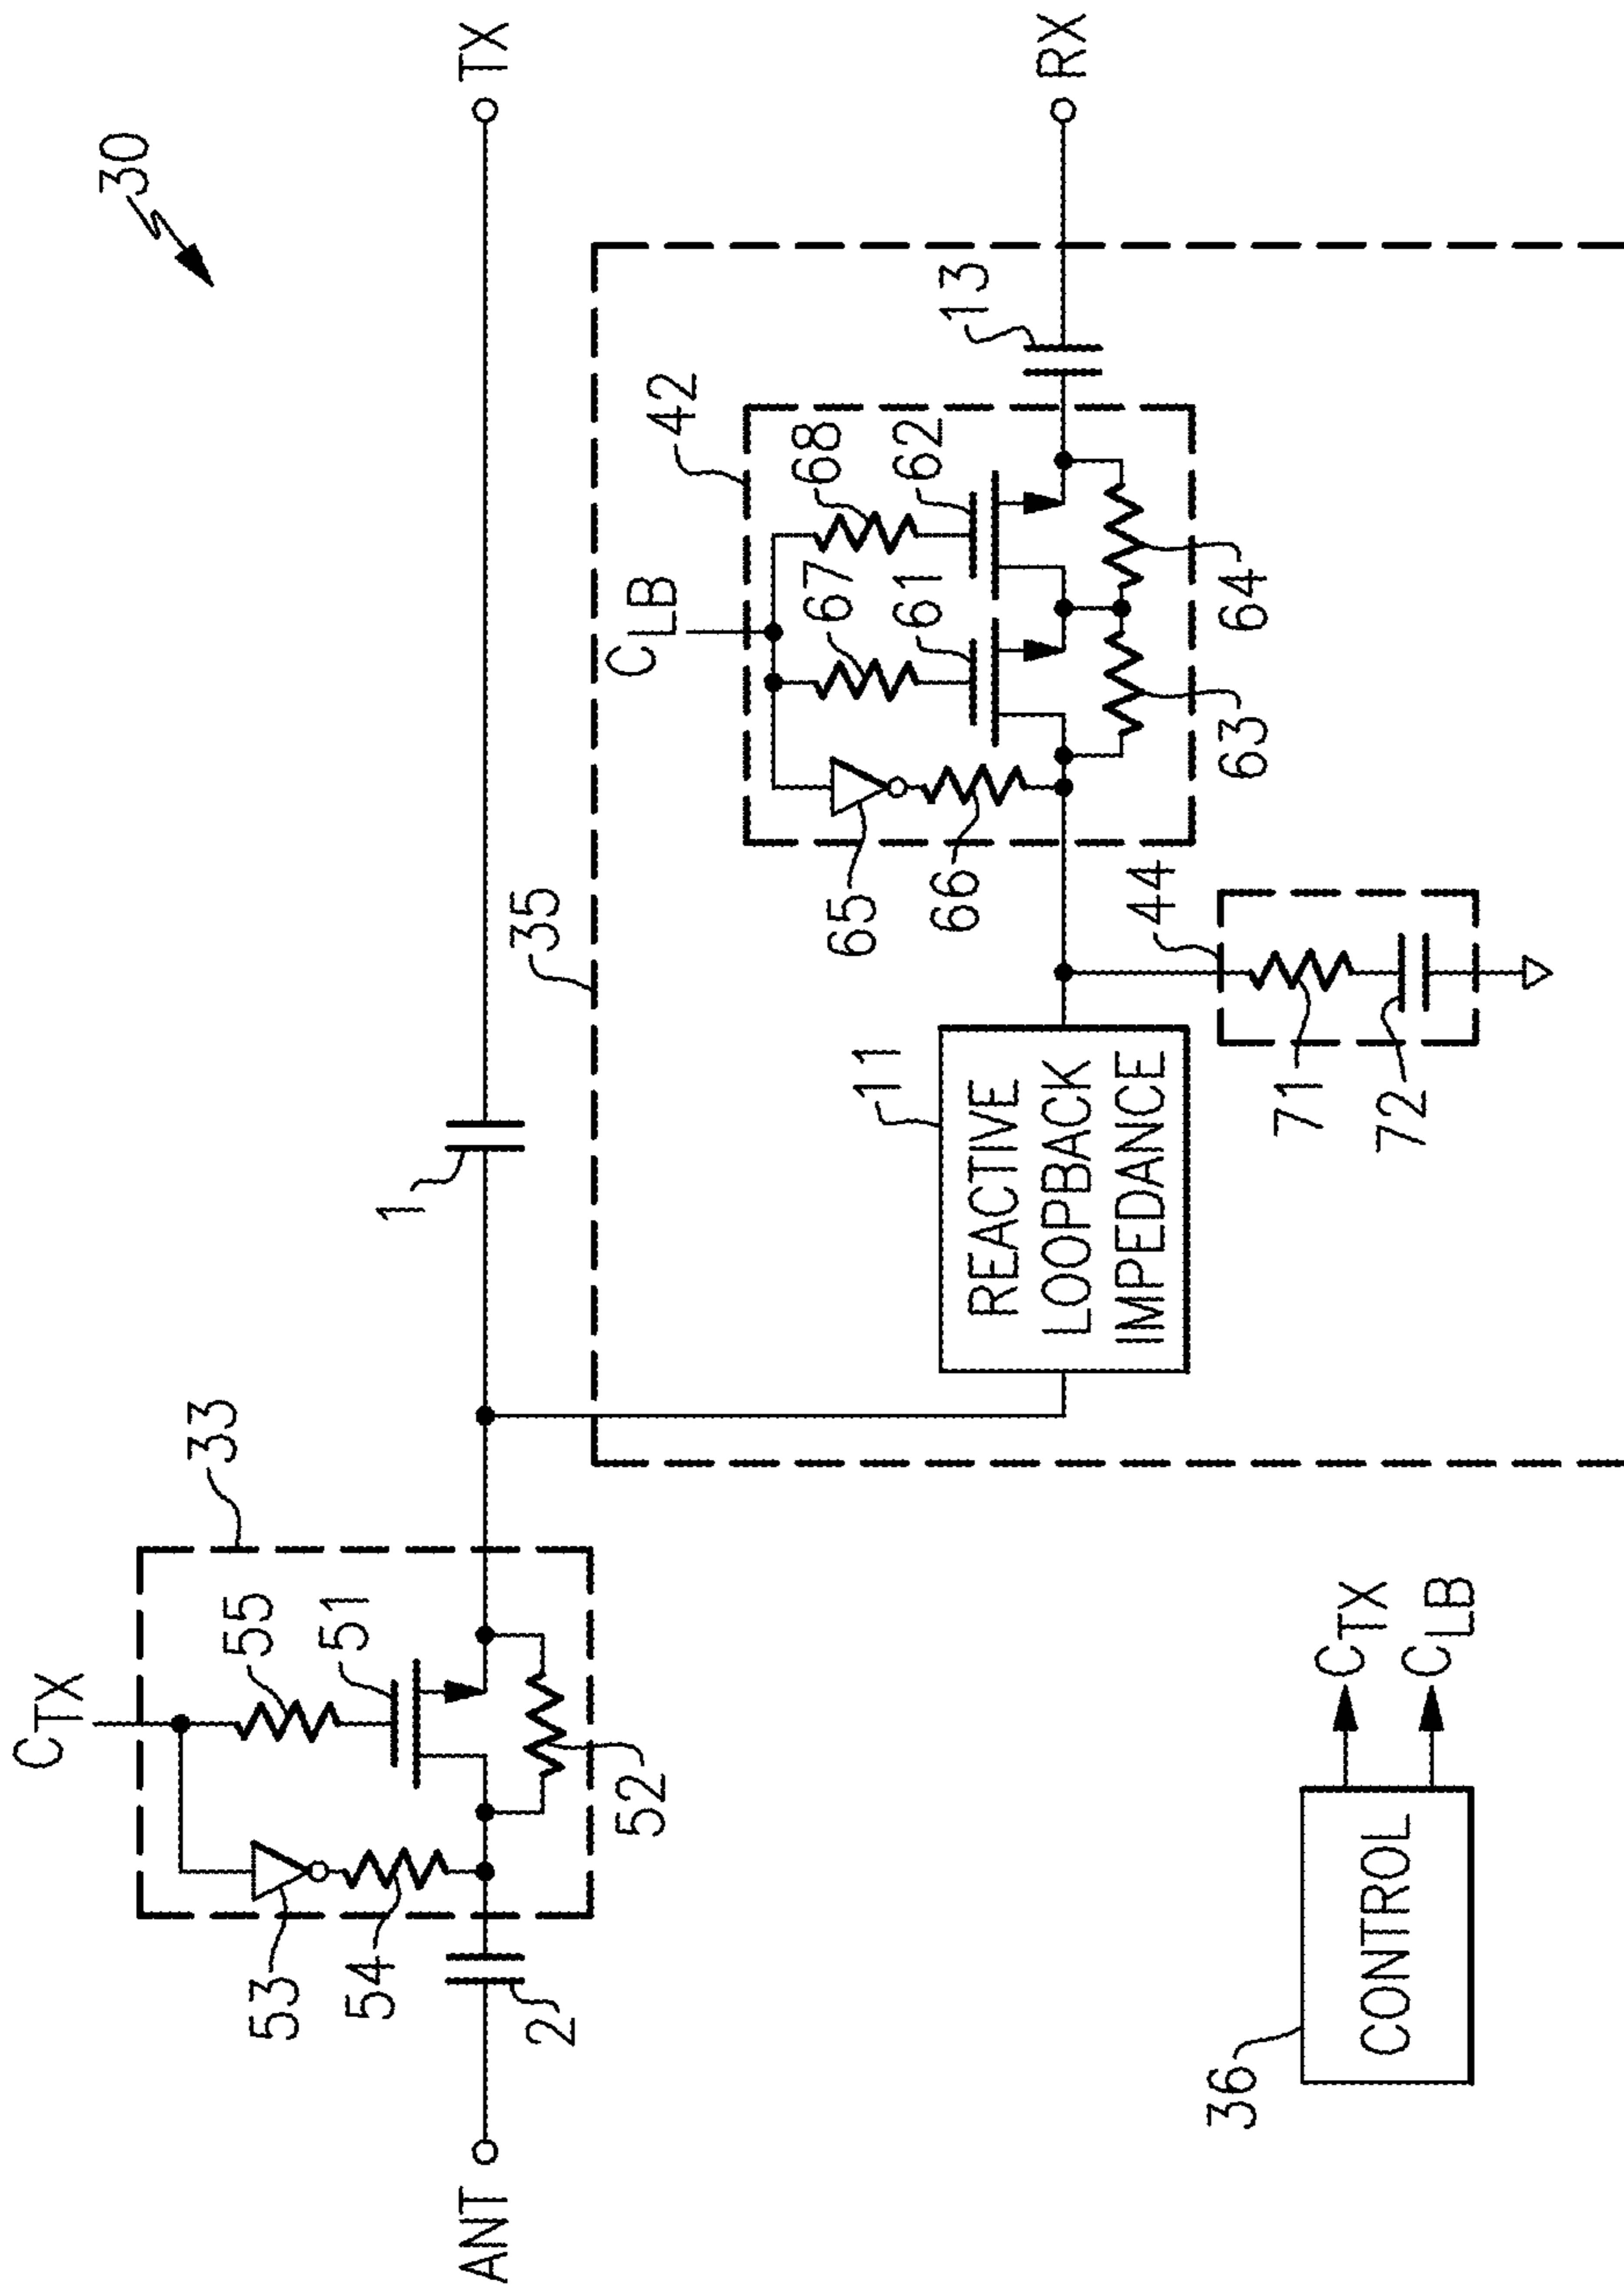 30
C_TX
33
55
51
53
54
2
52
ANT
1
TX
35
C_LB
42
67
68
61
62
65
66
13
RX
63
64
11
REACTIVE
LOOPBACK
IMPEDANCE
44
71
72
36
CONTROL
C_TX
C_LB